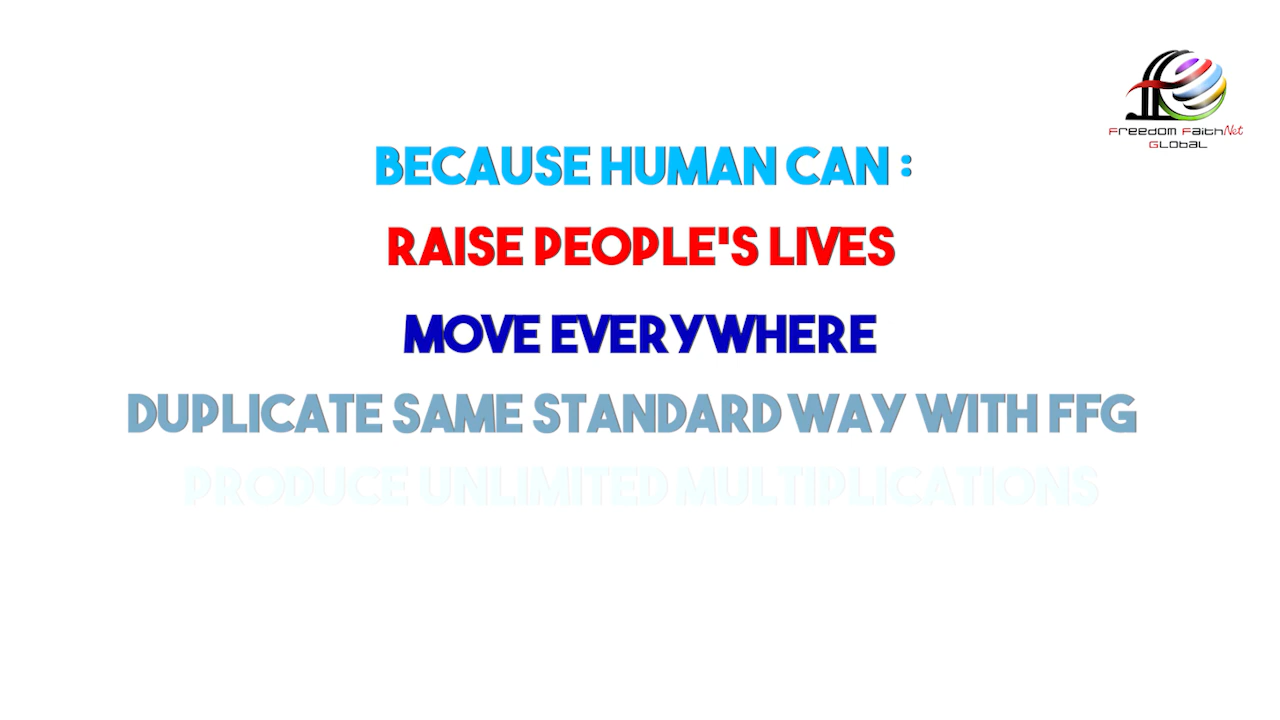 Freedom FaithNet
Global
BECAUSE HUMAN CAN :
RAISE PEOPLE'S LIVES
MOVE EVERYWHERE
DUPLICATE SAME STANDARD WAY WITH FFG
PRODUCE UNLIMITED MULTIPLICATIONS